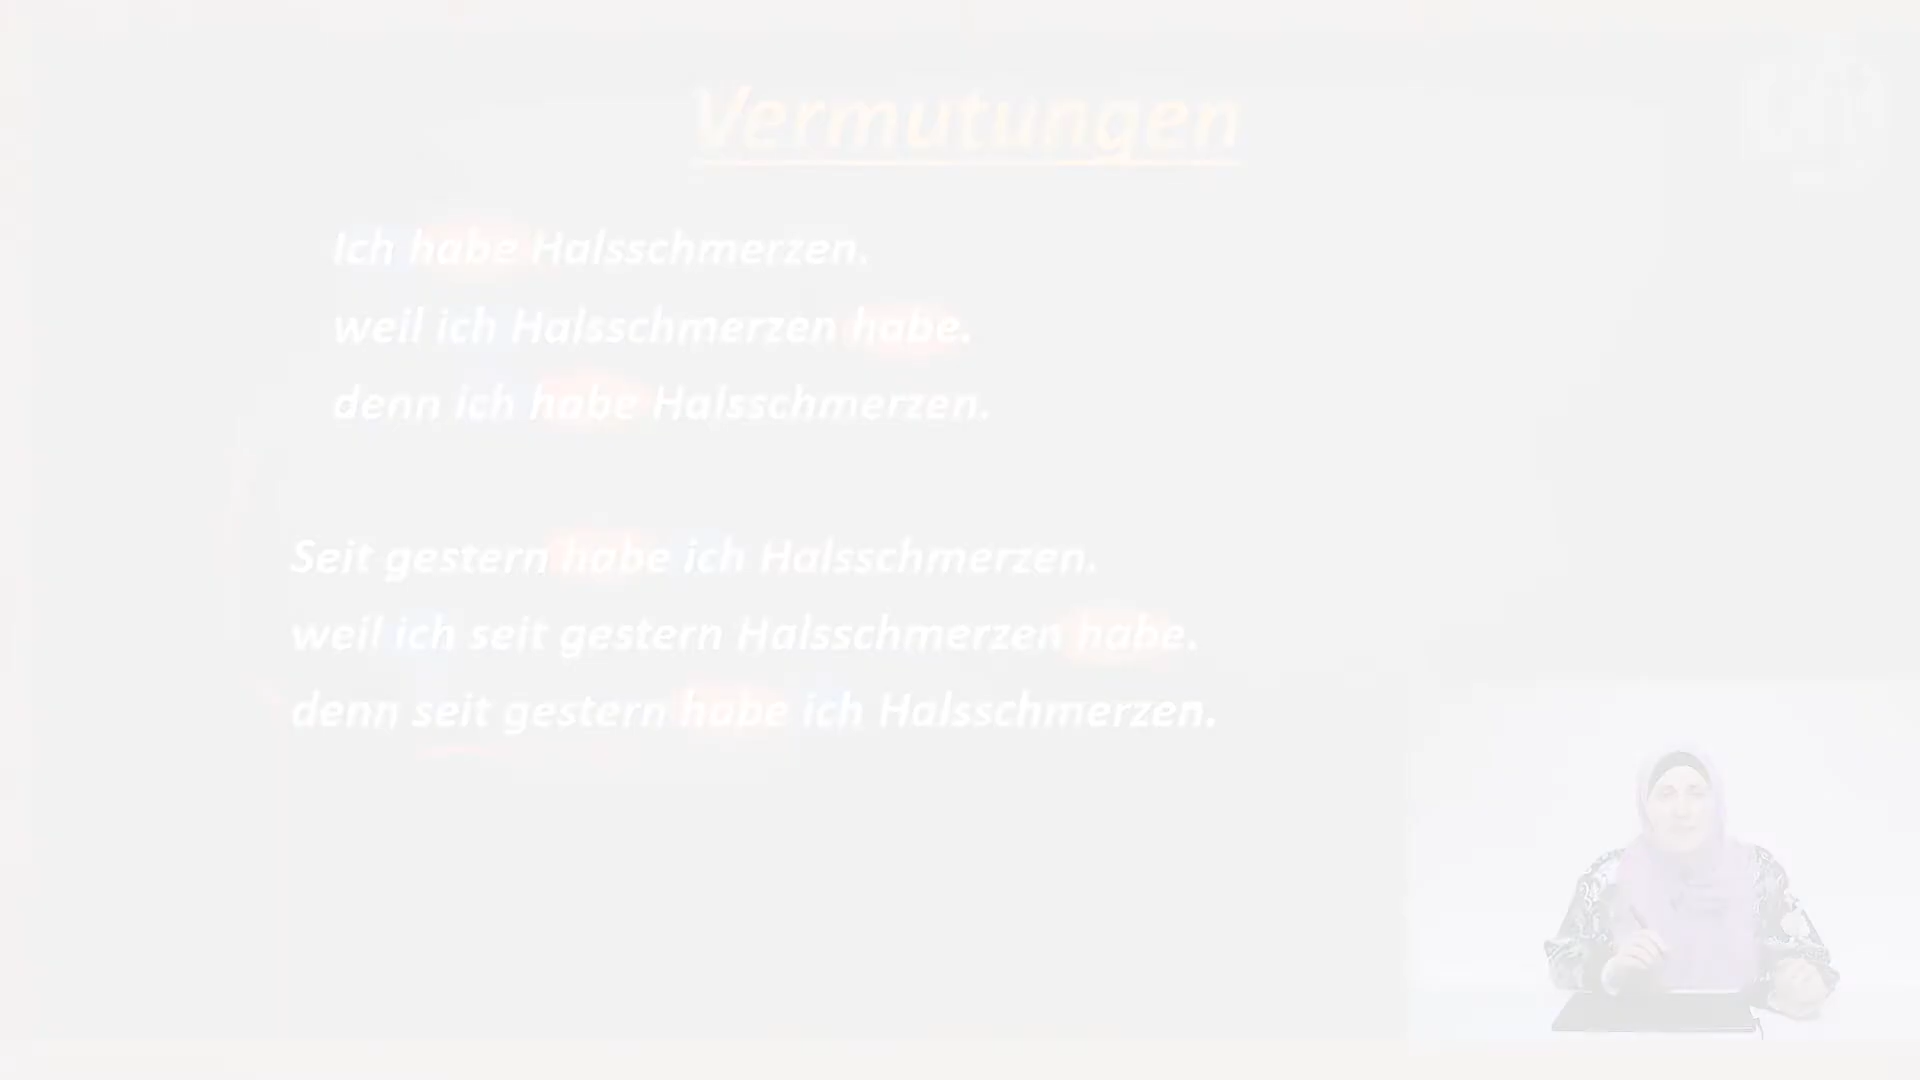 Vermutungen
Ich habe Halsschmerzen.
weil ich Halsschmerzen habe.
denn ich habe Halsschmerzen.
Seit gestern habe ich Halsschmerzen.
weil ich seit gestern Halsschmerzen habe.
denn seit gestern habe ich Halsschmerzen.